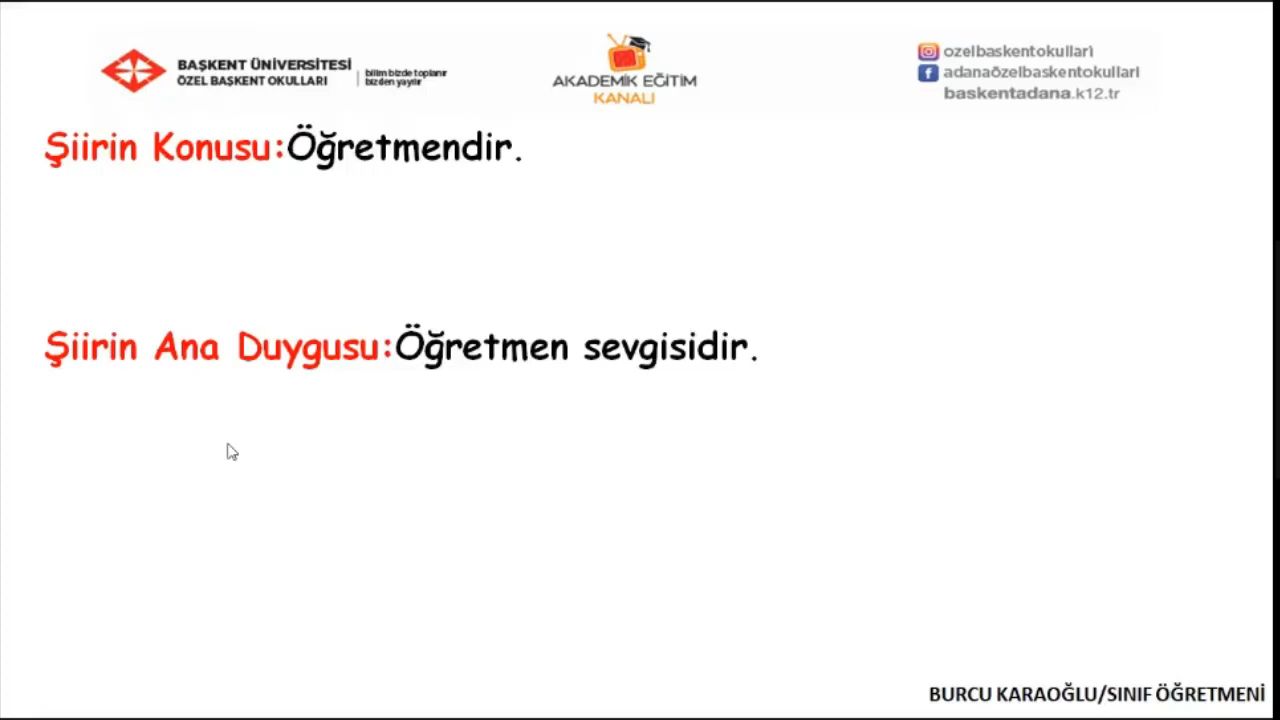 BAŞKENT ÜNİVERSİTESİ
ÖZEL BAŞKENT OKULLARI
bilim bizde toplanır
bizden yayılır
AKADEMİK EĞİTİM
KANALI
ozelbaskentokullari
adanaözelbaskentokullari
baskentadana.k12.tr
Şiirin Konusu:Öğretmendir.
Şiirin Ana Duygusu:Öğretmen sevgisidir.
BURCU KARAOĞLU/SINIF ÖĞRETMENİ